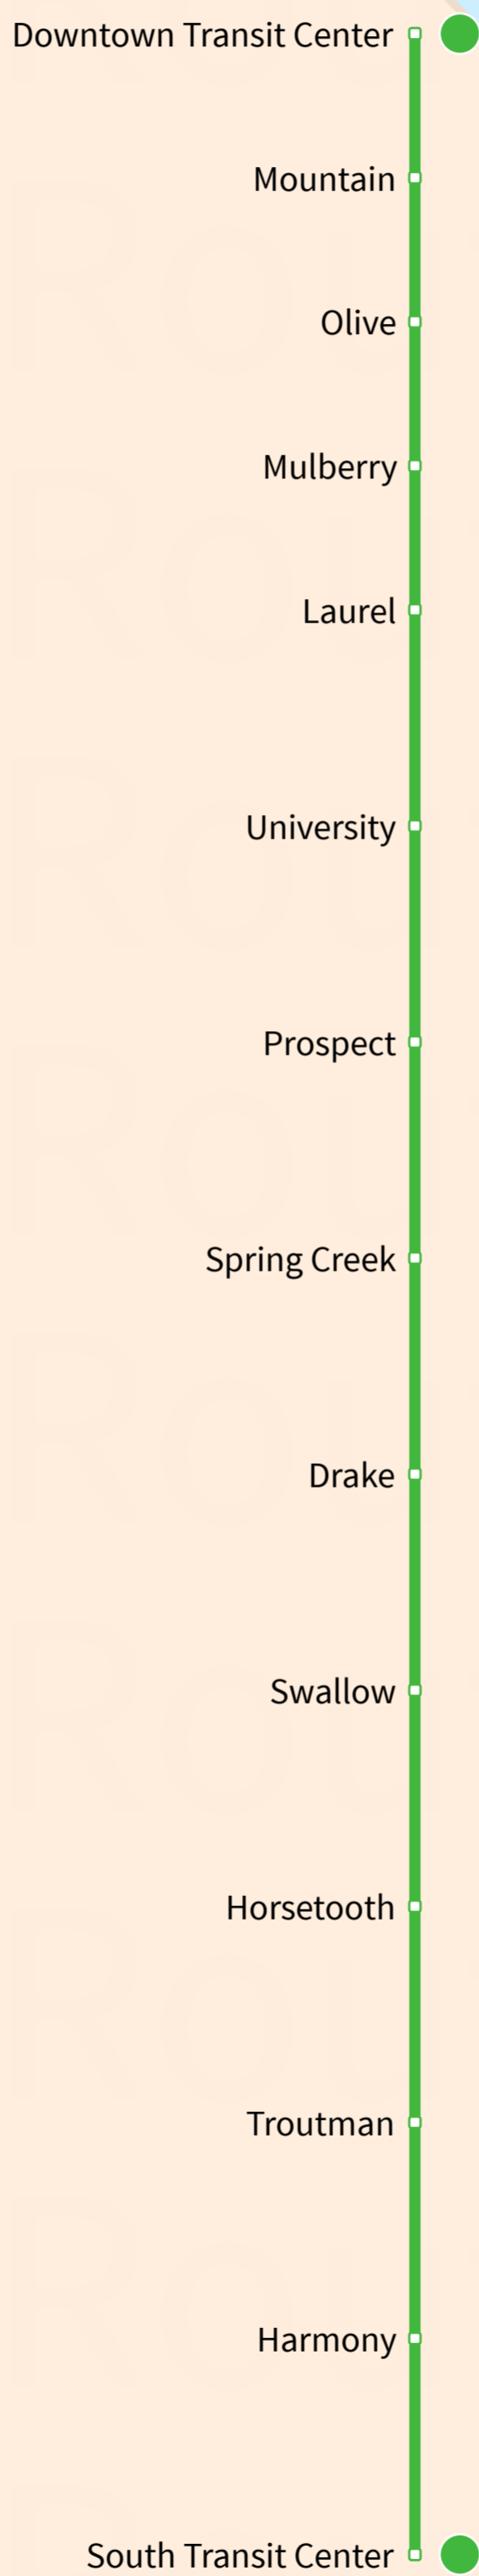 Downtown Transit Center
Mountain
Olive
Mulberry
Laurel
University
Prospect
Spring Creek
Drake
Swallow
Horsetooth
Troutman
Harmony
South Transit Center